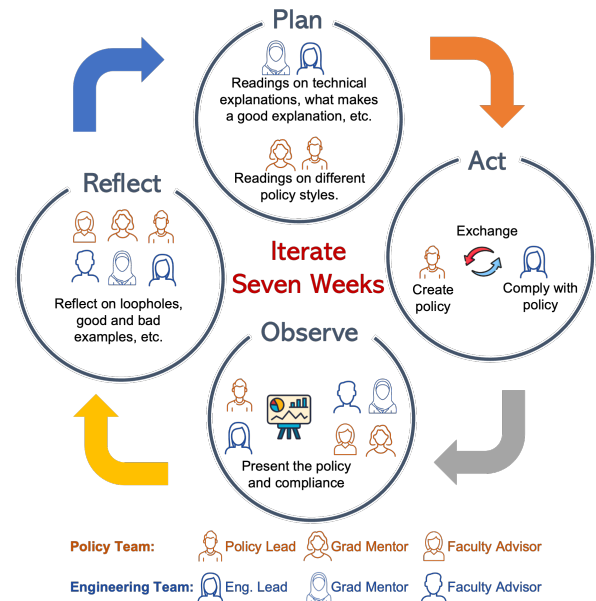 Plan
Readings on technical
explanations, what makes
a good explanation, etc.
Readings on different
policy styles.
Act
Exchange
Create
policy
Comply with
policy
Iterate
Seven Weeks
Observe
Present the policy
and compliance
Reflect
Reflect on loopholes,
good and bad
examples, etc.
Policy Team: Policy Lead Grad Mentor Faculty Advisor
Engineering Team: Eng. Lead Grad Mentor Faculty Advisor